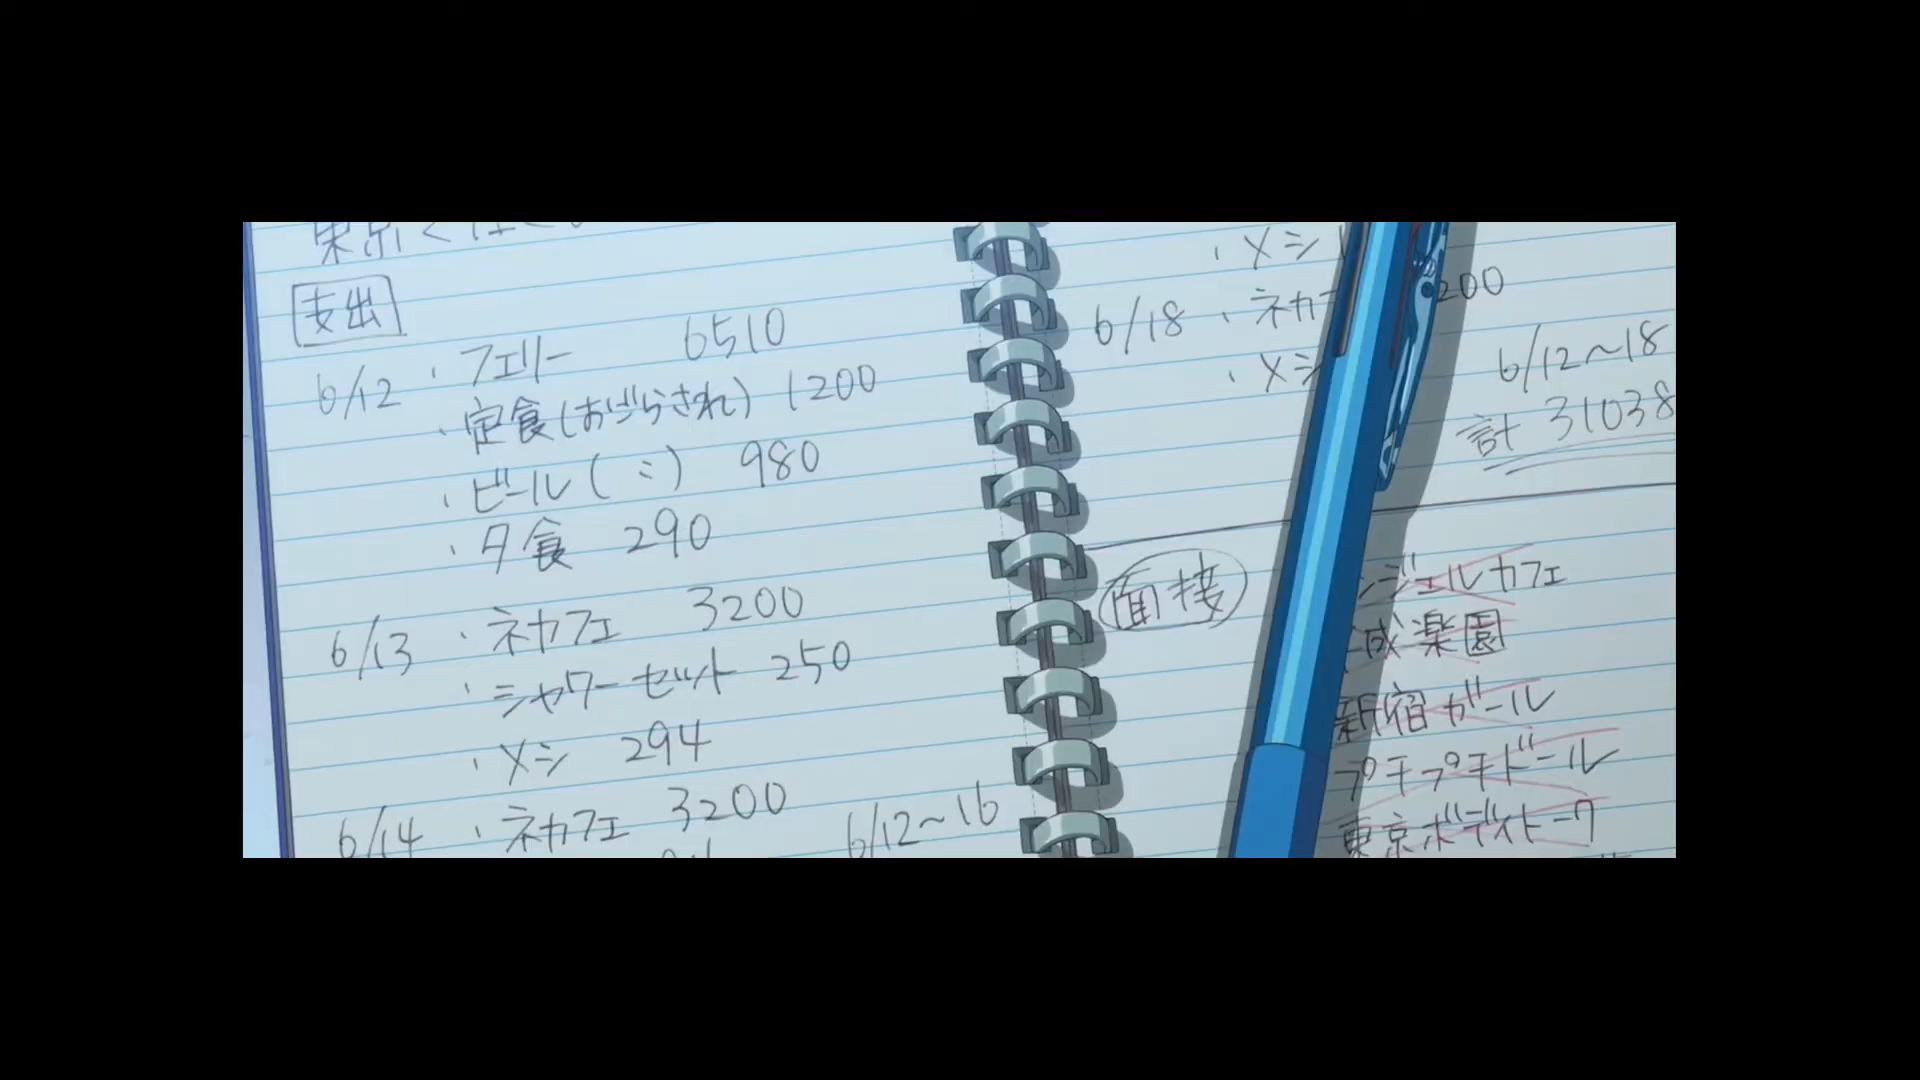 支出
6/12 ・フェリー 6510
・定食(おごらされ) 1200
・ビール( 〃 ) 980
・夕食 290
6/13 ・ネカフェ 3200
・シャワーセット 250
・メシ 294
6/14 ・ネカフェ 3200
6/12~16
・メシ
6/18 ・ネカフ 200
・メシ
6/12~18
計 31038
面接
ンジェルカフェ
成楽園
新宿ガール
プチプチドール
東京ボディトーク